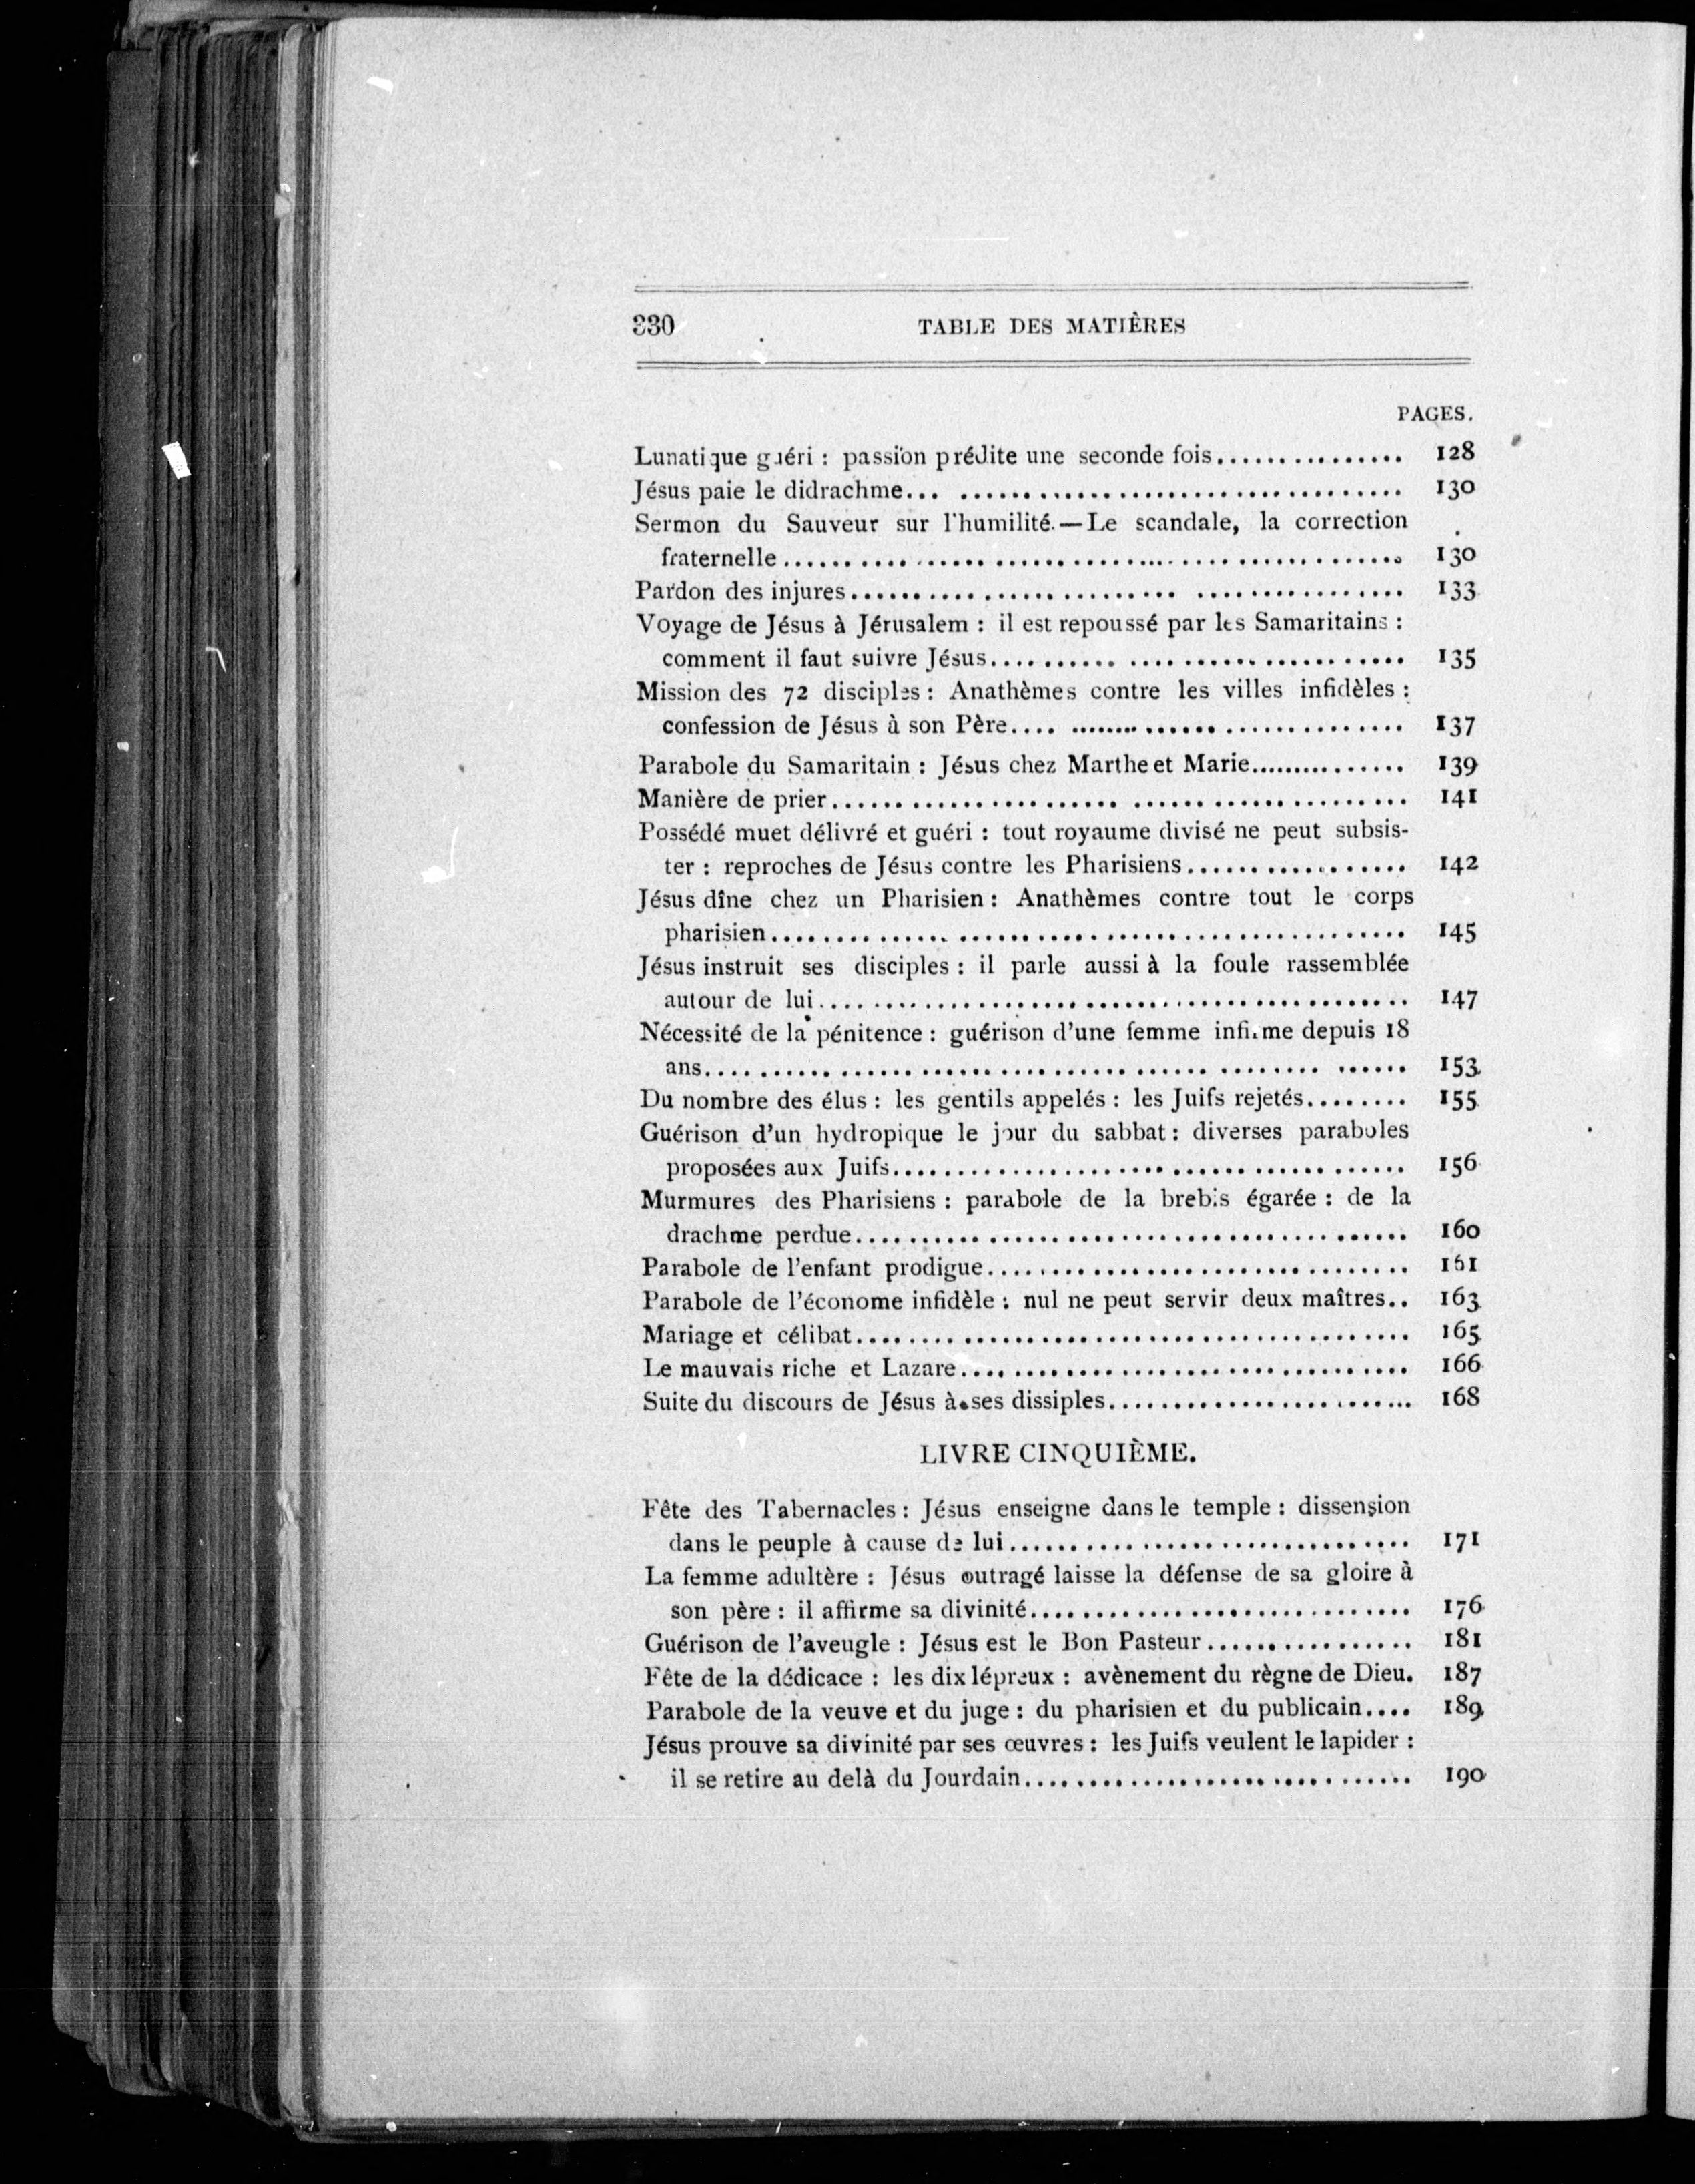 330 TABLE DES MATIÈRES
PAGES.
Lunatique guéri : passion prédite une seconde fois............... 128
Jésus paie le didrachme... ................................... 130
Sermon du Sauveur sur l'humilité.—Le scandale, la correction
fraternelle................................................ 130
Pardon des injures.......................... ................ 133
Voyage de Jésus à Jérusalem : il est repoussé par les Samaritains :
comment il faut suivre Jésus.......... .... ................. 135
Mission des 72 disciples : Anathèmes contre les villes infidèles :
confession de Jésus à son Père.... ............................ 137
Parabole du Samaritain : Jésus chez Marthe et Marie............... 139
Manière de prier...................... ..................... 141
Possédé muet délivré et guéri : tout royaume divisé ne peut subsis-
ter : reproches de Jésus contre les Pharisiens................. 142
Jésus dîne chez un Pharisien : Anathèmes contre tout le corps
pharisien.............. ................................... 145
Jésus instruit ses disciples : il parle aussi à la foule rassemblée
autour de lui.............................................. 147
Nécessité de la pénitence : guérison d'une femme infirme depuis 18
ans....................................... ........ ...... 153
Du nombre des élus : les gentils appelés : les Juifs rejetés........ 155
Guérison d'un hydropique le jour du sabbat : diverses paraboles
proposées aux Juifs........................................ 156
Murmures des Pharisiens : parabole de la brebis égarée : de la
drachme perdue.......................................... 160
Parabole de l'enfant prodigue................................. 161
Parabole de l'économe infidèle : nul ne peut servir deux maîtres.. 163
Mariage et célibat........................................... 165
Le mauvais riche et Lazare................................... 166
Suite du discours de Jésus à ses dissiples........................ 168
LIVRE CINQUIÈME.
Fête des Tabernacles : Jésus enseigne dans le temple : dissension
dans le peuple à cause de lui............................... 171
La femme adultère : Jésus outragé laisse la défense de sa gloire à
son père : il affirme sa divinité.............................. 176
Guérison de l'aveugle : Jésus est le Bon Pasteur................ 181
Fête de la dédicace : les dix lépreux : avènement du règne de Dieu. 187
Parabole de la veuve et du juge : du pharisien et du publicain.... 189
Jésus prouve sa divinité par ses œuvres : les Juifs veulent le lapider :
il se retire au delà du Jourdain.............................. 190